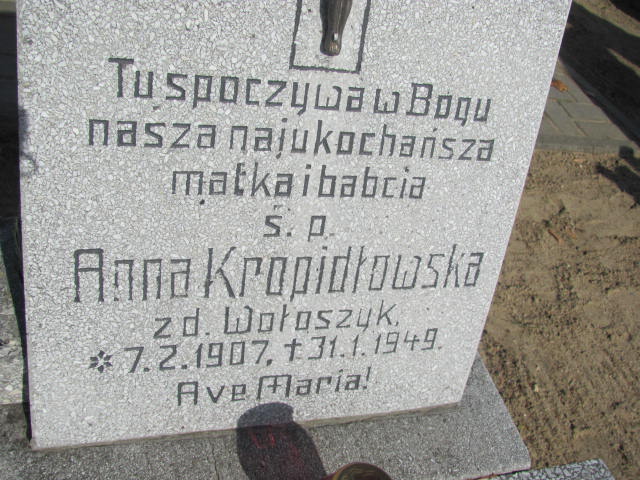 Tu spoczywa w Bogu
nasza najukochańsza
matka i babcia
ś. p.
Anna Kropidłowska
zd. Wołoszyk,
* 7.2.1907, † 31.1.1949.
Ave Maria!